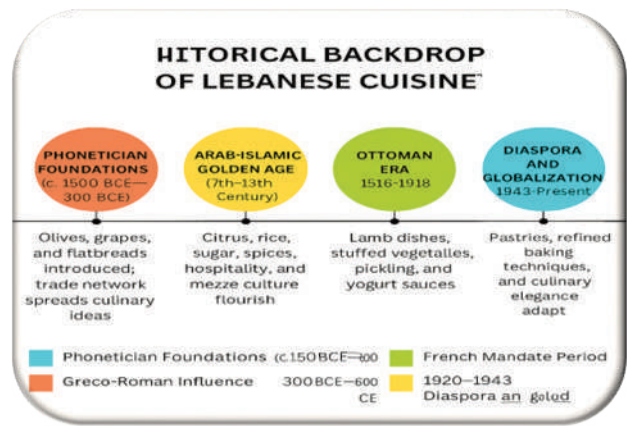 HITORICAL BACKDROP
OF LEBANESE CUISINE
PHONETICIAN
FOUNDATIONS
(c. 1500 BCE—
300 BCE)
ARAB-ISLAMIC
GOLDEN AGE
(7th–13th
Century)
OTTOMAN
ERA
1516-1918
DIASPORA
AND
GLOBALIZATION
1943-Present
Olives, grapes,
and flatbreads
introduced;
trade network
spreads culinary
ideas
Citrus, rice,
sugar, spices,
hospitality, and
mezze culture
flourish
Lamb dishes,
stuffed vegetalles,
pickling, and
yogurt sauces
Pastries, refined
baking
techniques,
and culinary
elegance
adapt
Phonetician Foundations (c.150 BCE—
Greco-Roman Influence 300 BCE—600
CE
French Mandate Period
1920—1943
Diaspora an golod